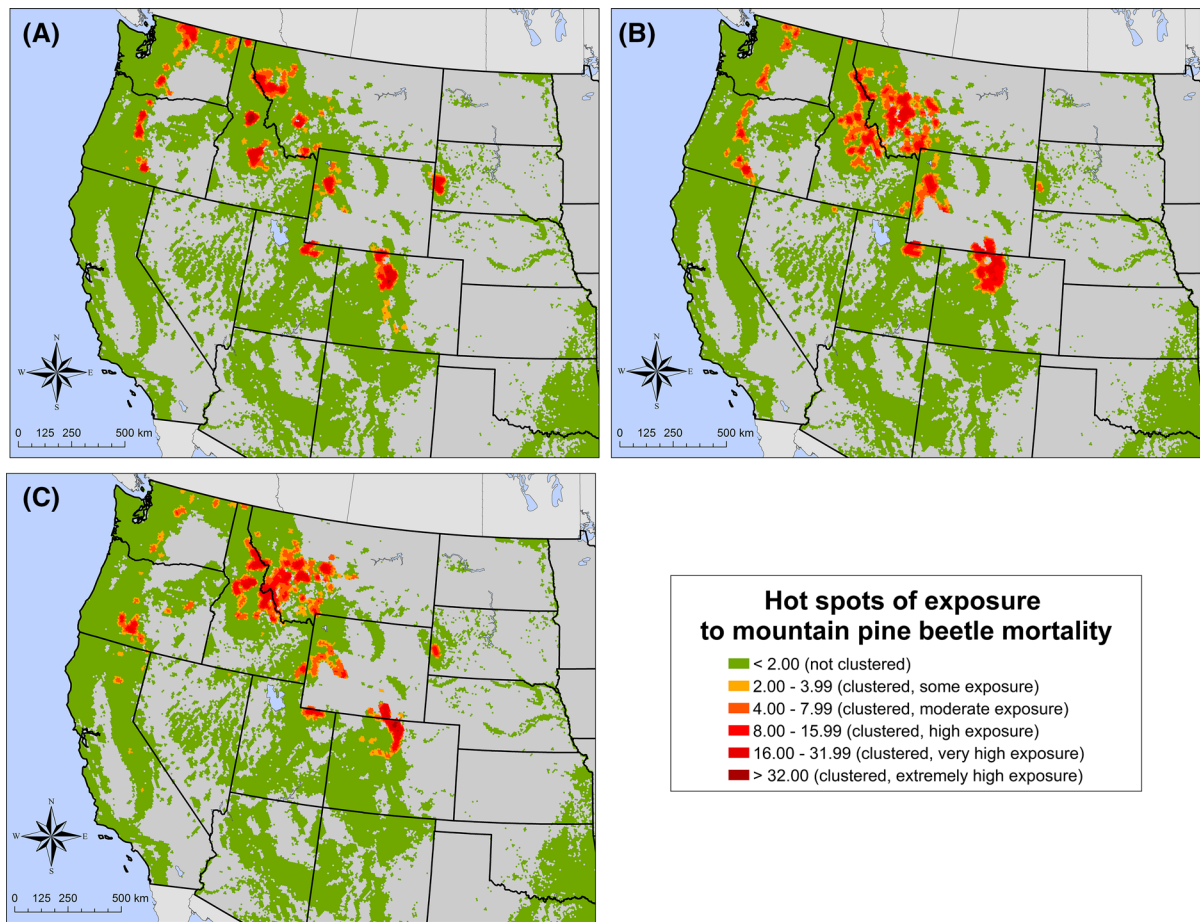 (A)
N
W E
S
0 125 250 500 km
(B)
N
W E
S
0 125 250 500 km
(C)
N
W E
S
0 125 250 500 km
Hot spots of exposure
to mountain pine beetle mortality
< 2.00 (not clustered)
2.00 - 3.99 (clustered, some exposure)
4.00 - 7.99 (clustered, moderate exposure)
8.00 - 15.99 (clustered, high exposure)
16.00 - 31.99 (clustered, very high exposure)
> 32.00 (clustered, extremely high exposure)